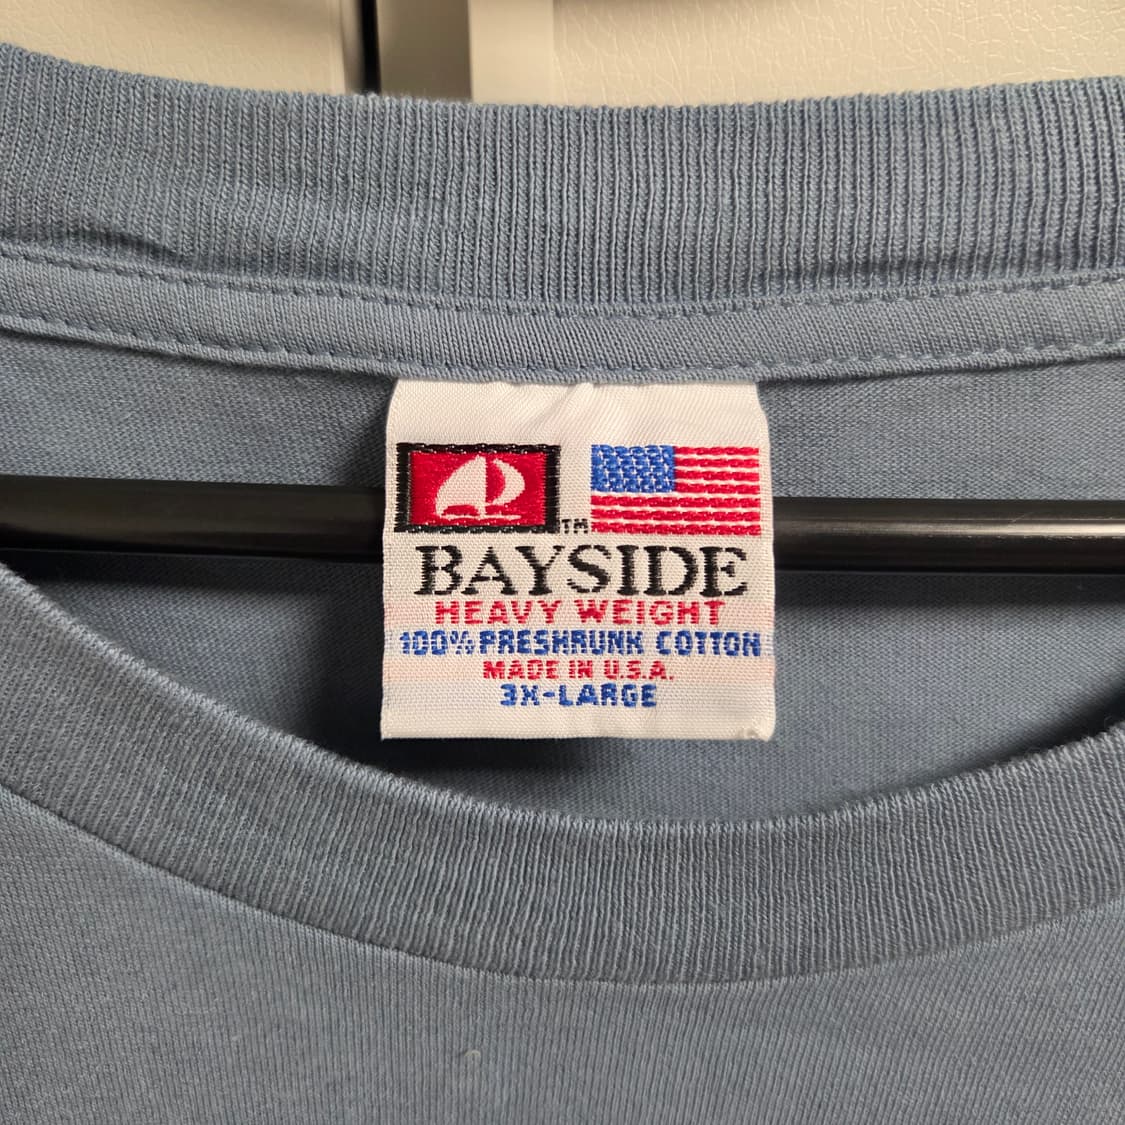 TM
BAYSIDE
HEAVY WEIGHT
100% PRESHRUNK COTTON
MADE IN U.S.A.
3X-LARGE